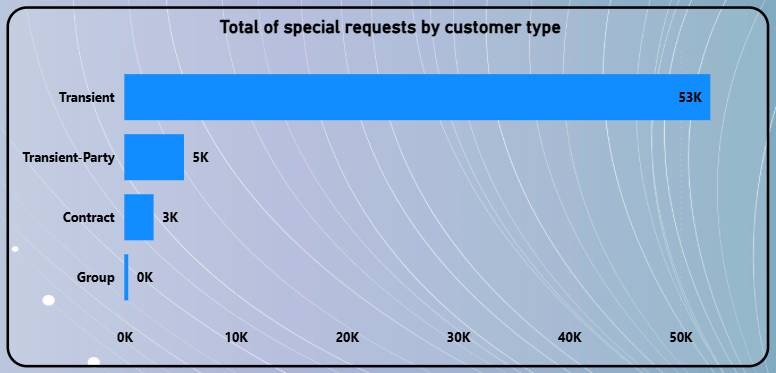 Total of special requests by customer type
Transient 53K
Transient-Party 5K
Contract 3K
Group 0K
0K 10K 20K 30K 40K 50K